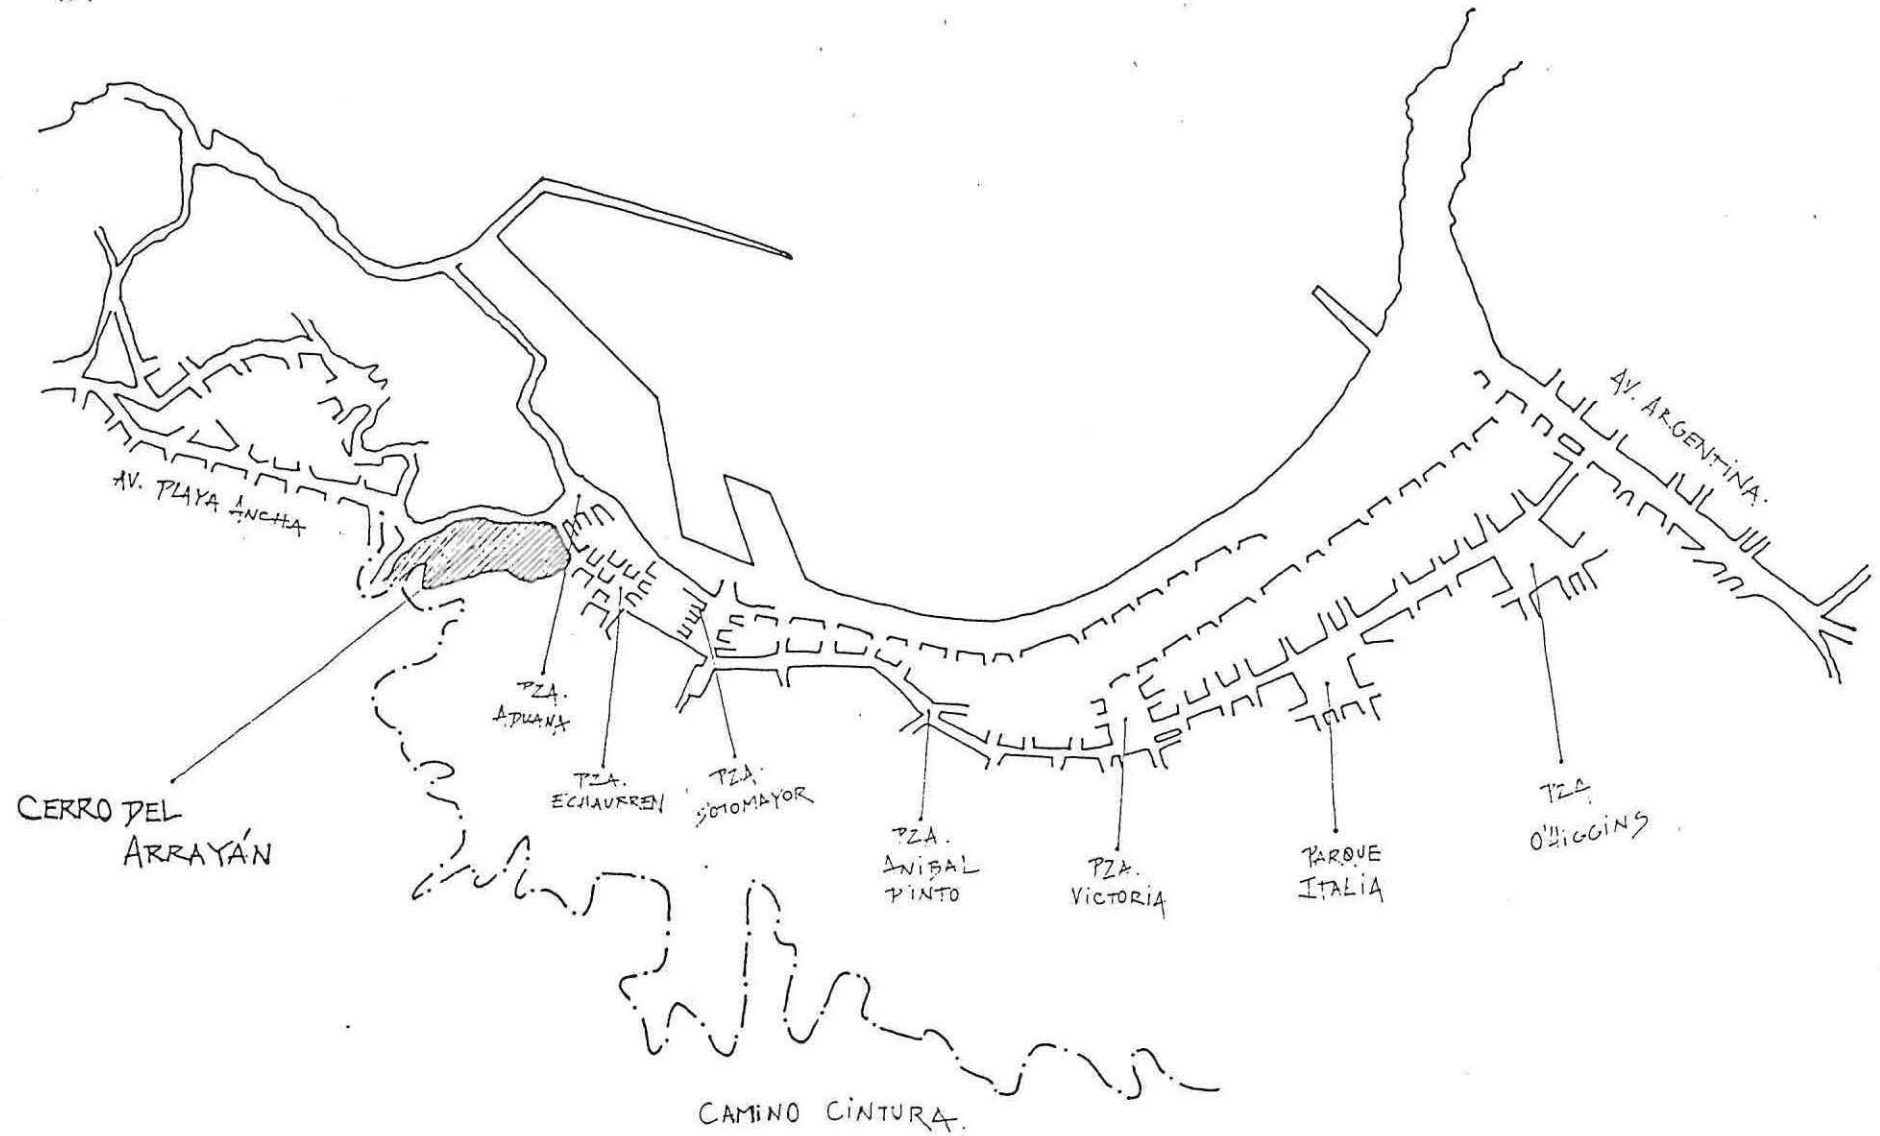 AV. ARGENTINA.
AV. PLAYA ANCHA
PZA.
ADUANA
PZA.
ECHAURREN
PZA.
SOTOMAYOR
CERRO DEL
ARRAYÁN
PZA.
ANIBAL
PINTO
PZA.
VICTORIA
PARQUE
ITALIA
PZA
O'HIGGINS
CAMINO CINTURA.